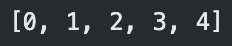 [0, 1, 2, 3, 4]